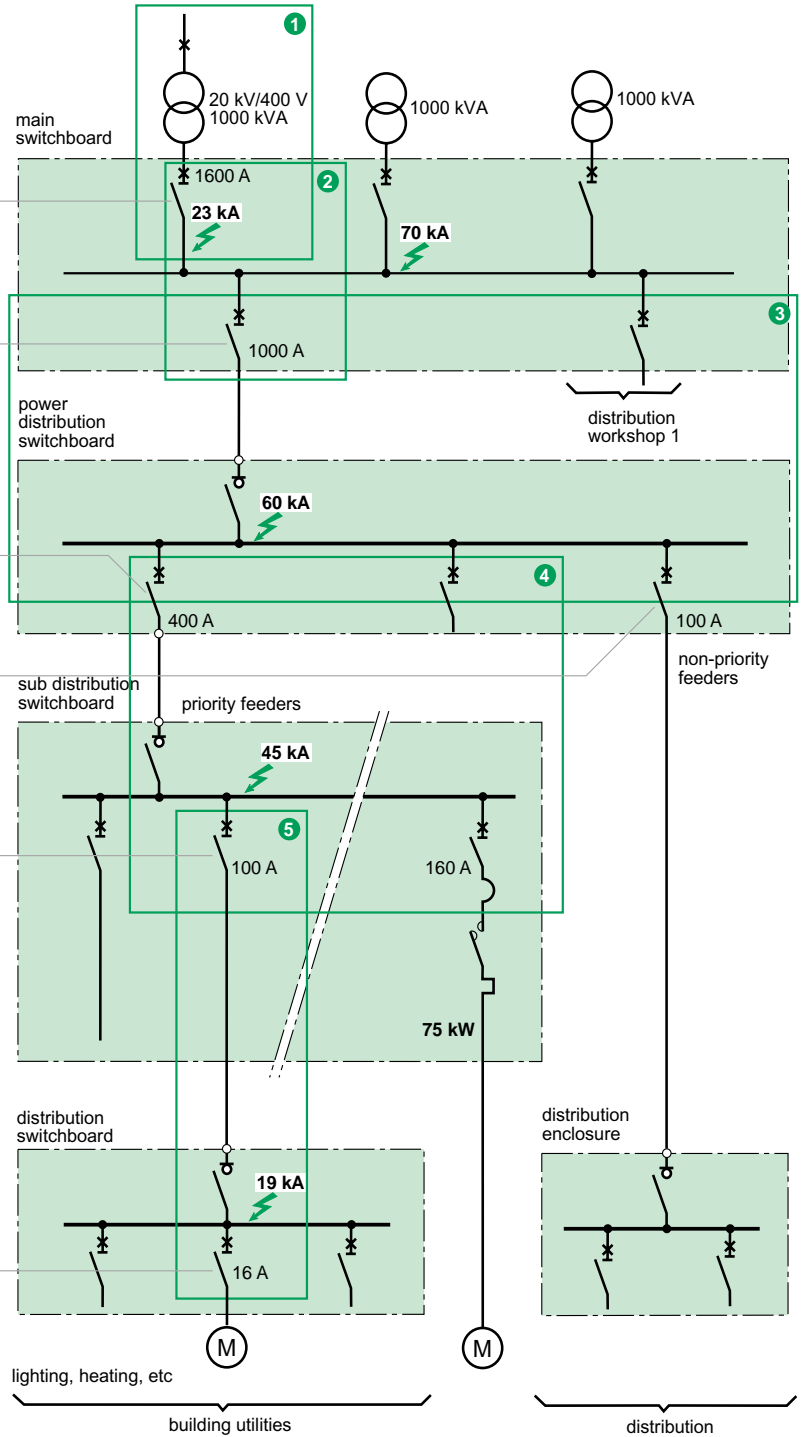 1
20 kV/400 V
1000 kVA
1000 kVA
1000 kVA
main
switchboard
1600 A
2
23 kA
70 kA
3
1000 A
power
distribution
switchboard
distribution
workshop 1
60 kA
4
400 A
100 A
non-priority
feeders
sub distribution
switchboard
priority feeders
45 kA
5
100 A
160 A
75 kW
distribution
switchboard
distribution
enclosure
19 kA
16 A
M
M
lighting, heating, etc
building utilities
distribution